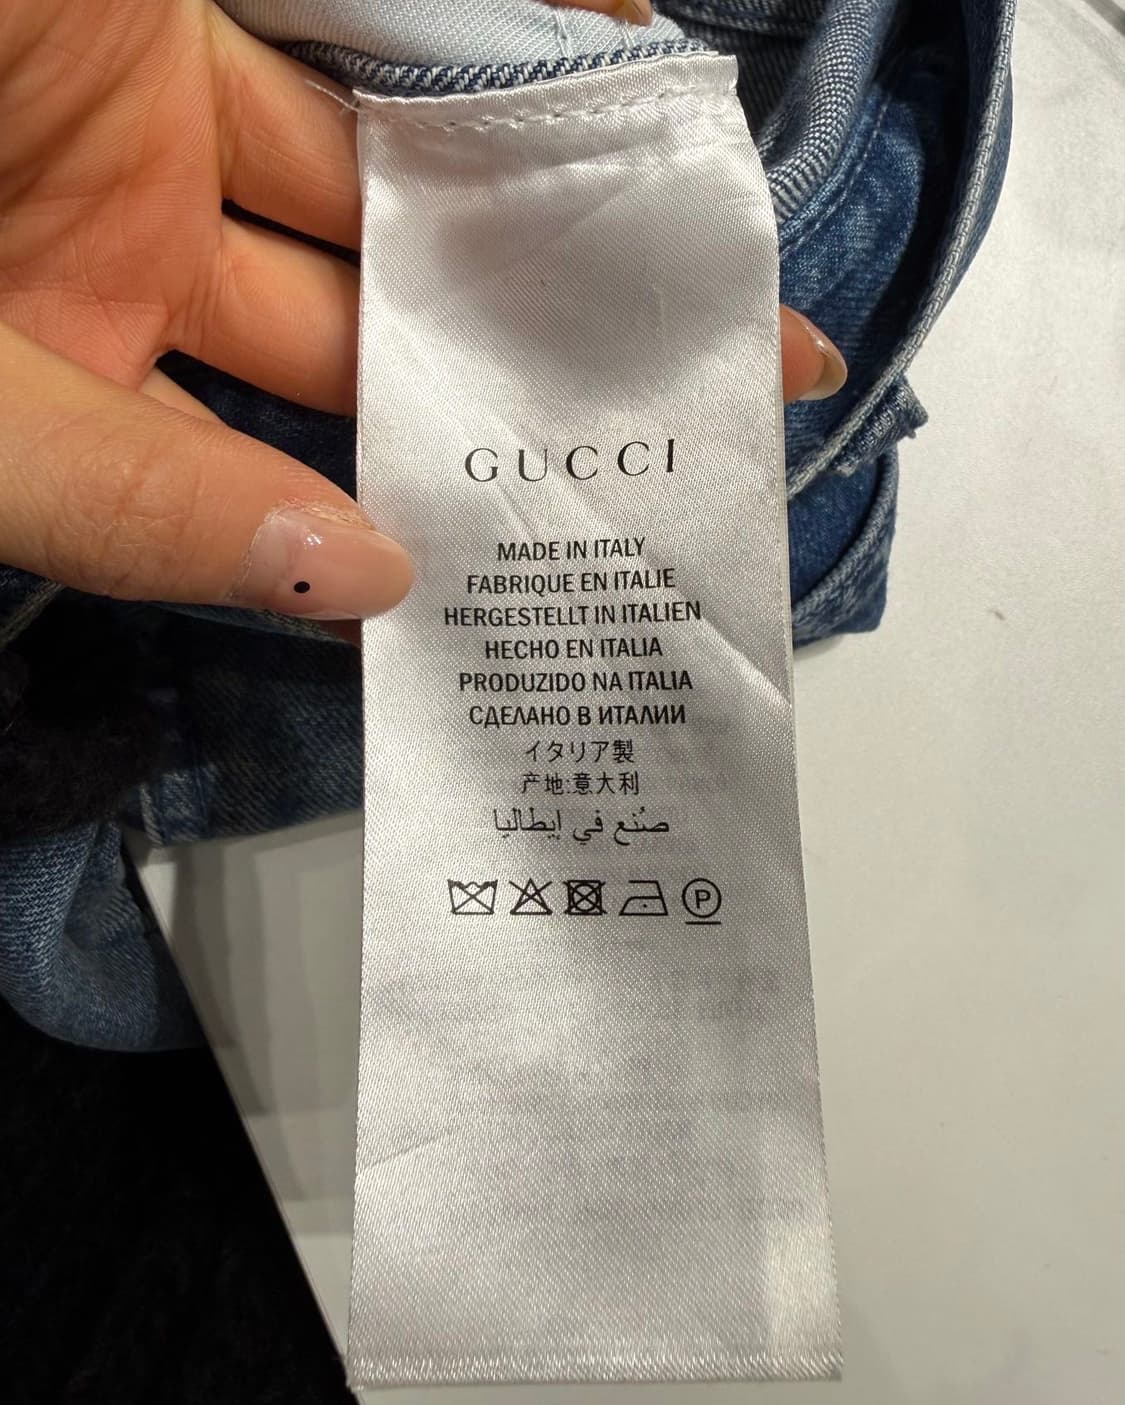 GUCCI
MADE IN ITALY
FABRIQUE EN ITALIE
HERGESTELLT IN ITALIEN
HECHO EN ITALIA
PRODUZIDO NA ITALIA
СДЕЛАНО В ИТАЛИИ
イタリア製
产地:意大利
صُنع في إيطاليا
P